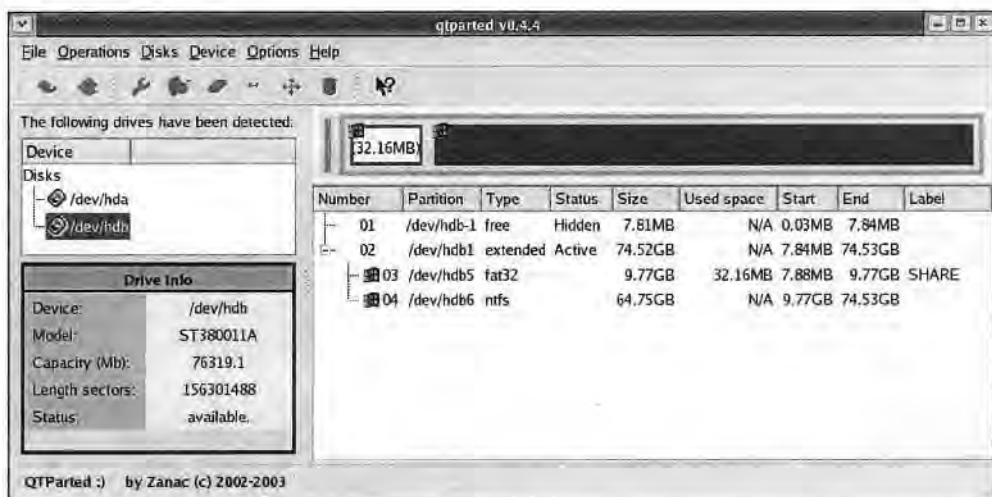 qtparted v0.4.4
File Operations Disks Device Options Help
The following drives have been detected:
Device
Disks
/dev/hda
/dev/hdb
Drive Info
Device: /dev/hdb
Model: ST380011A
Capacity (Mb): 76319.1
Length sectors: 156301488
Status: available.
(32.16MB)
Number Partition Type Status Size Used space Start End Label
01 /dev/hdb-1 free Hidden 7.81MB N/A 0.03MB 7.84MB
02 /dev/hdb1 extended Active 74.52GB N/A 7.84MB 74.53GB
03 /dev/hdb5 fat32 9.77GB 32.16MB 7.88MB 9.77GB SHARE
04 /dev/hdb6 ntfs 64.75GB N/A 9.77GB 74.53GB
QTParted :) by Zanac (c) 2002-2003